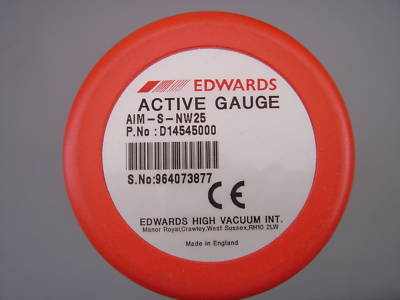 EDWARDS
ACTIVE GAUGE
AIM-S-NW25
P.No:D14545000
S.No:964073877
CE
EDWARDS HIGH VACUUM INT.
Manor Royal,Crawley,West Sussex,RH10 2LW
Made in England